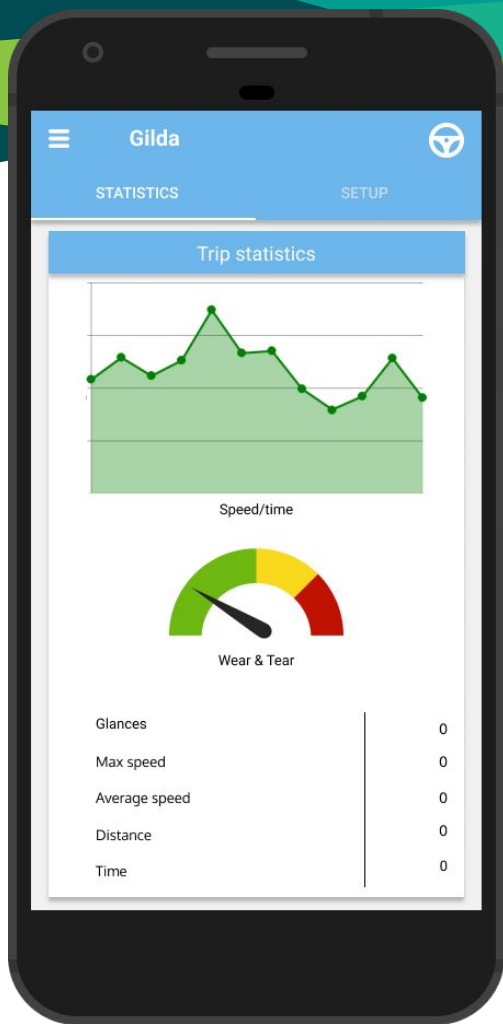 Gilda
STATISTICS SETUP
Trip statistics
Speed/time
Wear & Tear
Glances 0
Max speed 0
Average speed 0
Distance 0
Time 0